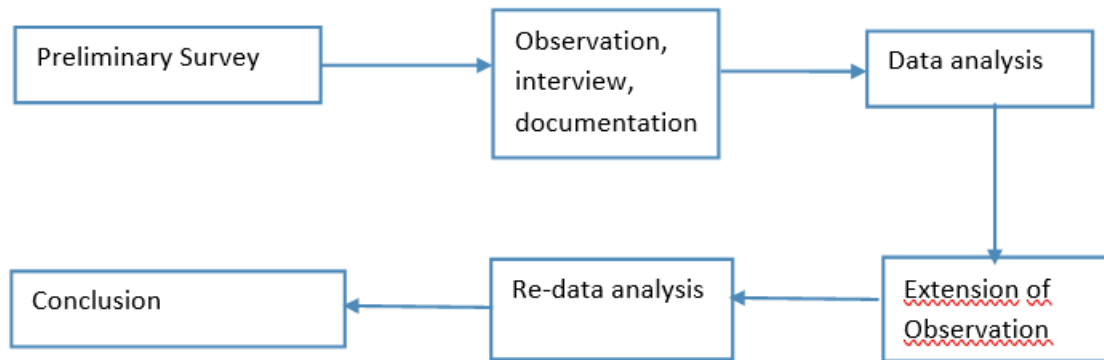 Preliminary Survey
Observation,
interview,
documentation
Data analysis
Extension of
Observation
Re-data analysis
Conclusion